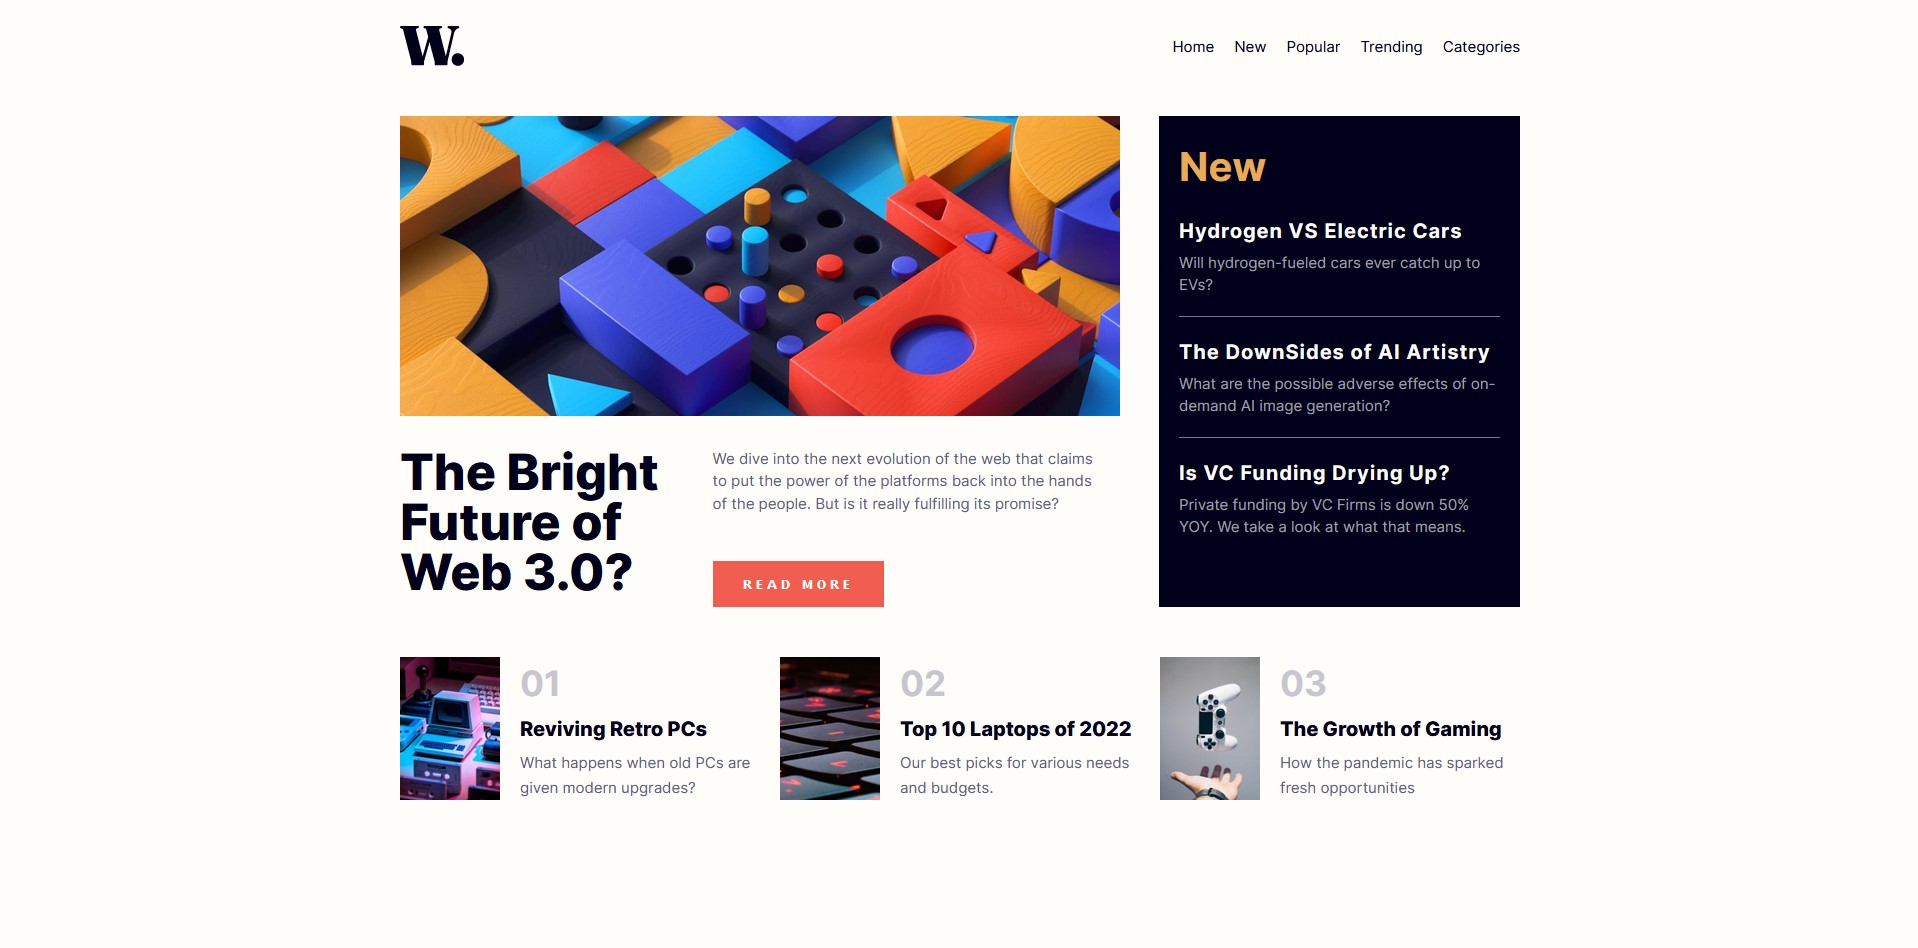 W.
Home New Popular Trending Categories
The Bright
Future of
Web 3.0?
We dive into the next evolution of the web that claims
to put the power of the platforms back into the hands
of the people. But is it really fulfilling its promise?
READ MORE
New
Hydrogen VS Electric Cars
Will hydrogen-fueled cars ever catch up to
EVs?
The DownSides of AI Artistry
What are the possible adverse effects of on-
demand AI image generation?
Is VC Funding Drying Up?
Private funding by VC Firms is down 50%
YOY. We take a look at what that means.
01
Reviving Retro PCs
What happens when old PCs are
given modern upgrades?
02
Top 10 Laptops of 2022
Our best picks for various needs
and budgets.
03
The Growth of Gaming
How the pandemic has sparked
fresh opportunities